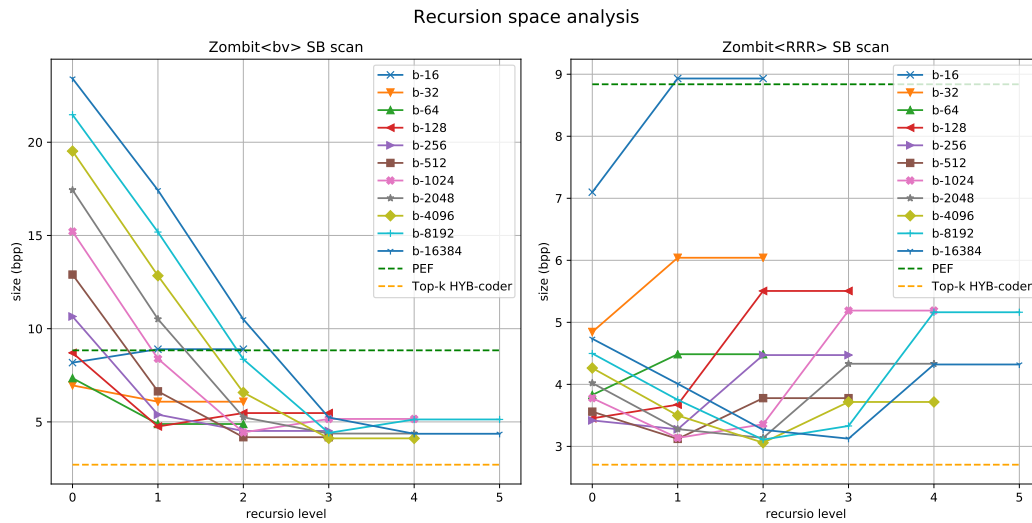 Recursion space analysis
Zombit<bv> SB scan
size (bpp)
20
15
10
5
0
1
2
3
4
5
recursio level
b-16
b-32
b-64
b-128
b-256
b-512
b-1024
b-2048
b-4096
b-8192
b-16384
PEF
Top-k HYB-coder
Zombit<RRR> SB scan
size (bpp)
9
8
7
6
5
4
3
0
1
2
3
4
5
recursio level
b-16
b-32
b-64
b-128
b-256
b-512
b-1024
b-2048
b-4096
b-8192
b-16384
PEF
Top-k HYB-coder